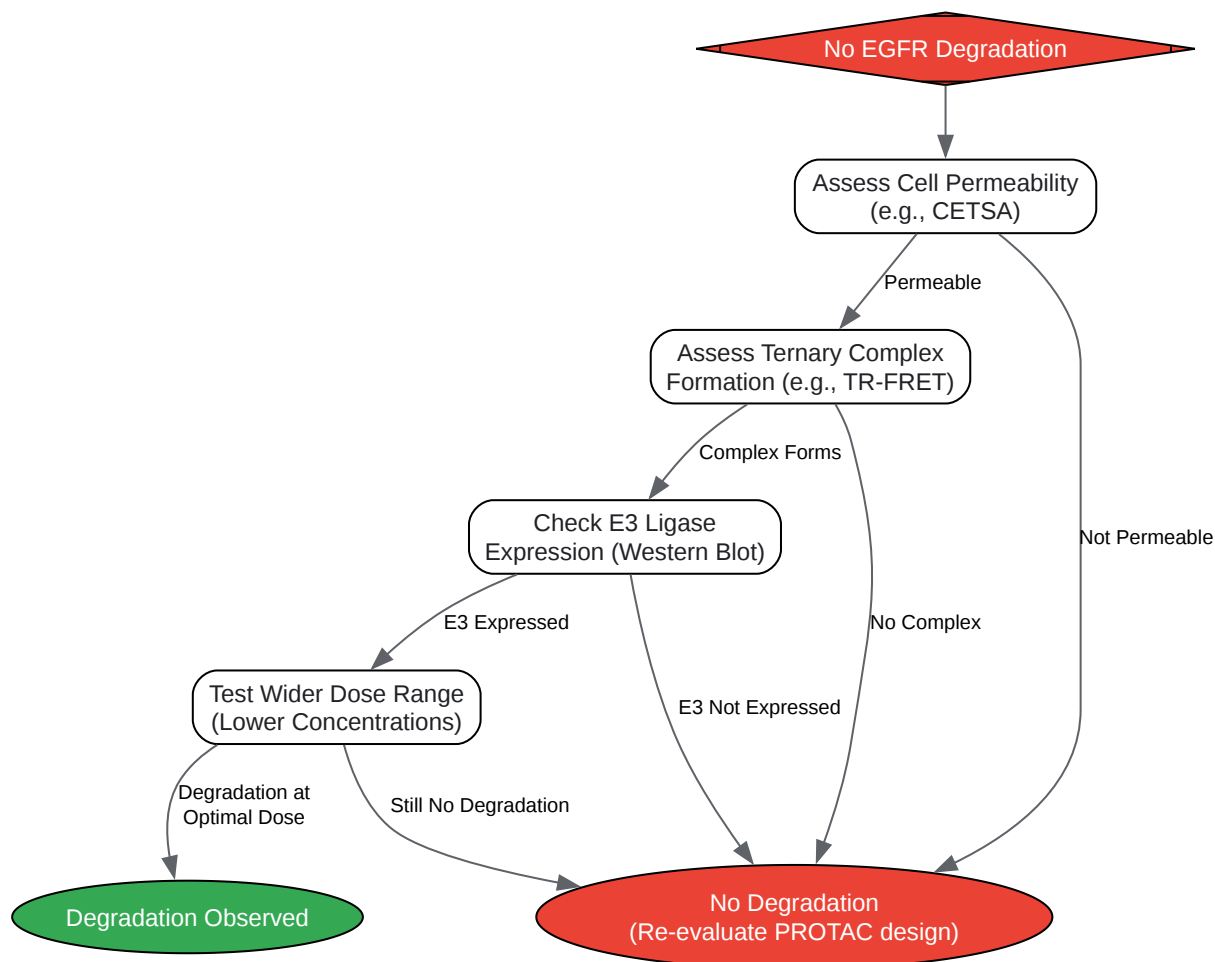 No EGFR Degradation
Assess Cell Permeability
(e.g., CETSA)
Permeable
Assess Ternary Complex
Formation (e.g., TR-FRET)
Complex Forms
Check E3 Ligase
Expression (Western Blot)
Not Permeable
E3 Expressed
No Complex
Test Wider Dose Range
(Lower Concentrations)
E3 Not Expressed
Degradation at
Optimal Dose
Still No Degradation
Degradation Observed
No Degradation
(Re-evaluate PROTAC design)